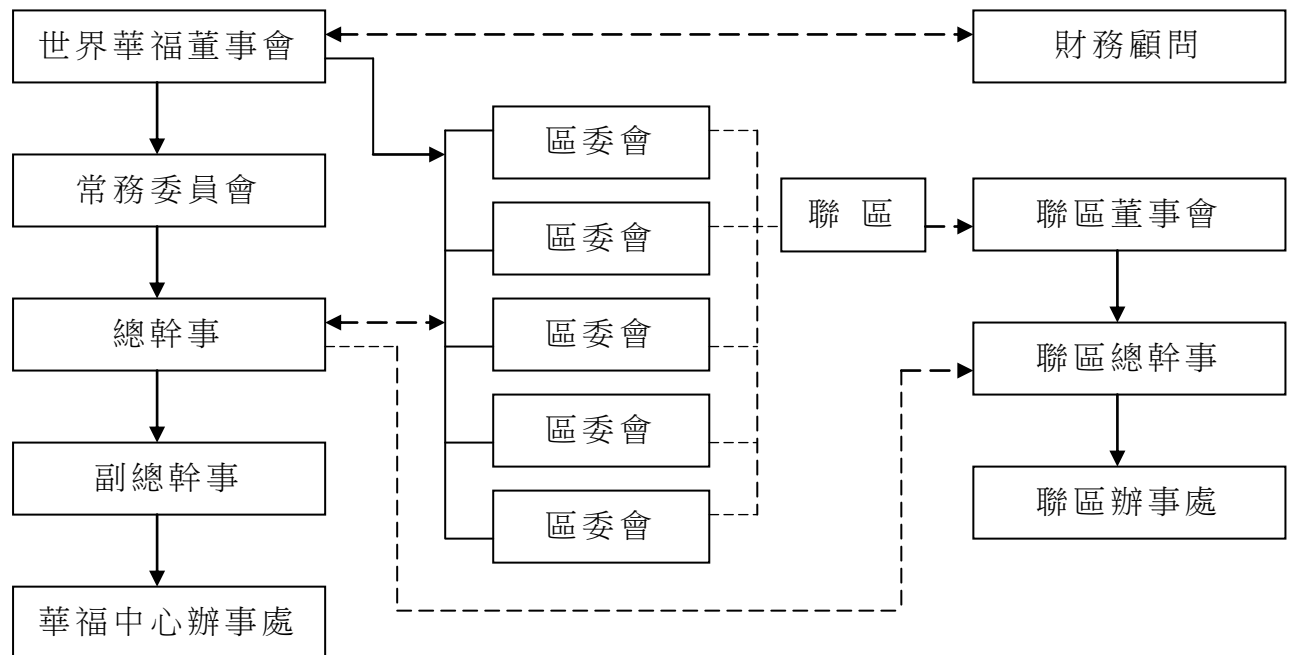 世界華福董事會
財務顧問
常務委員會
總幹事
副總幹事
華福中心辦事處
區委會
區委會
區委會
區委會
區委會
聯 區
聯區董事會
聯區總幹事
聯區辦事處